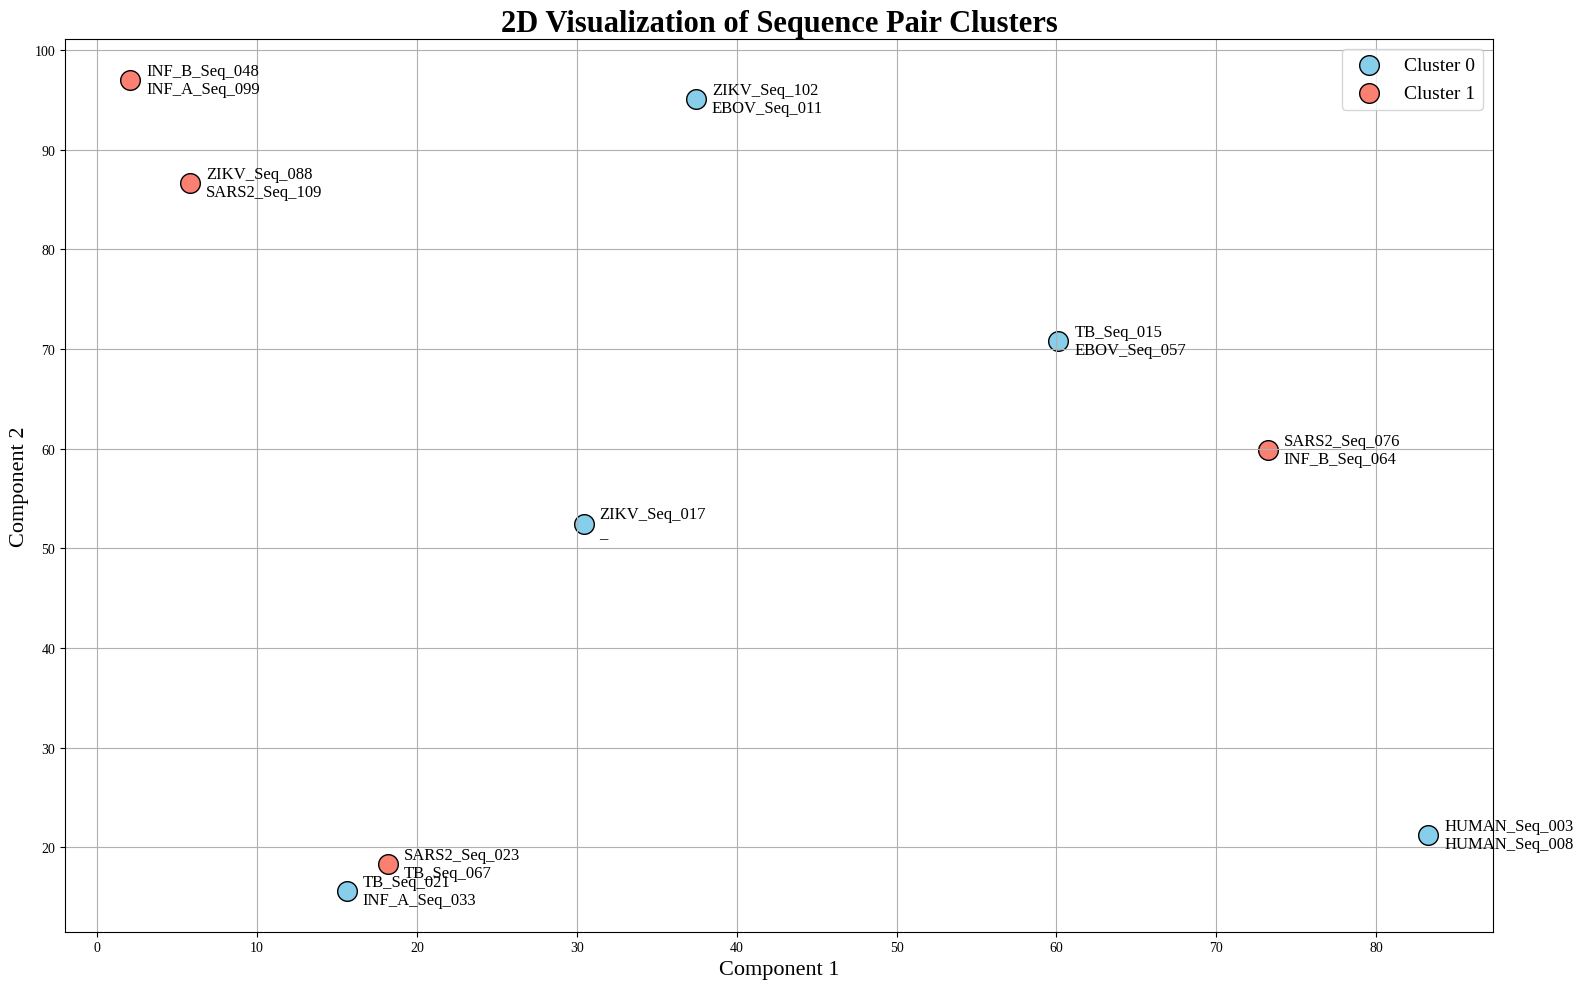 2D Visualization of Sequence Pair Clusters
Cluster 0
Cluster 1
INF_B_Seq_048
INF_A_Seq_099
ZIKV_Seq_102
EBOV_Seq_011
ZIKV_Seq_088
SARS2_Seq_109
TB_Seq_015
EBOV_Seq_057
SARS2_Seq_076
INF_B_Seq_064
ZIKV_Seq_017
_
HUMAN_Seq_003
HUMAN_Seq_008
SARS2_Seq_023
TB_Seq_067
TB_Seq_021
INF_A_Seq_033
Component 2
100
90
80
70
60
50
40
30
20
0 10 20 30 40 50 60 70 80
Component 1